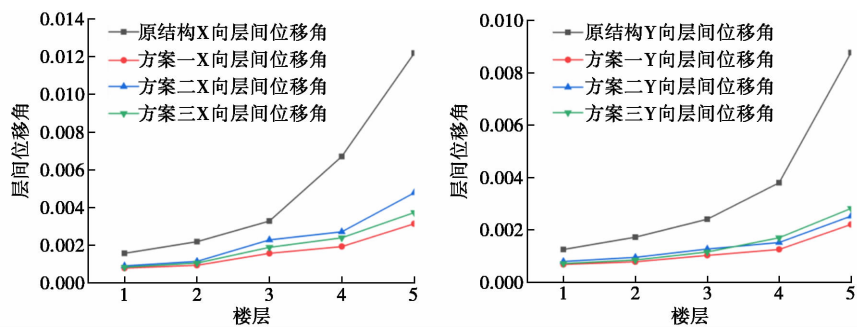 0.014
0.012
0.010
0.008
0.006
0.004
0.002
0.000
层间位移角
原结构X向层间位移角
方案一X向层间位移角
方案二X向层间位移角
方案三X向层间位移角
1 2 3 4 5
楼层
0.010
0.008
0.006
0.004
0.002
0.000
层间位移角
原结构Y向层间位移角
方案一Y向层间位移角
方案二Y向层间位移角
方案三Y向层间位移角
1 2 3 4 5
楼层